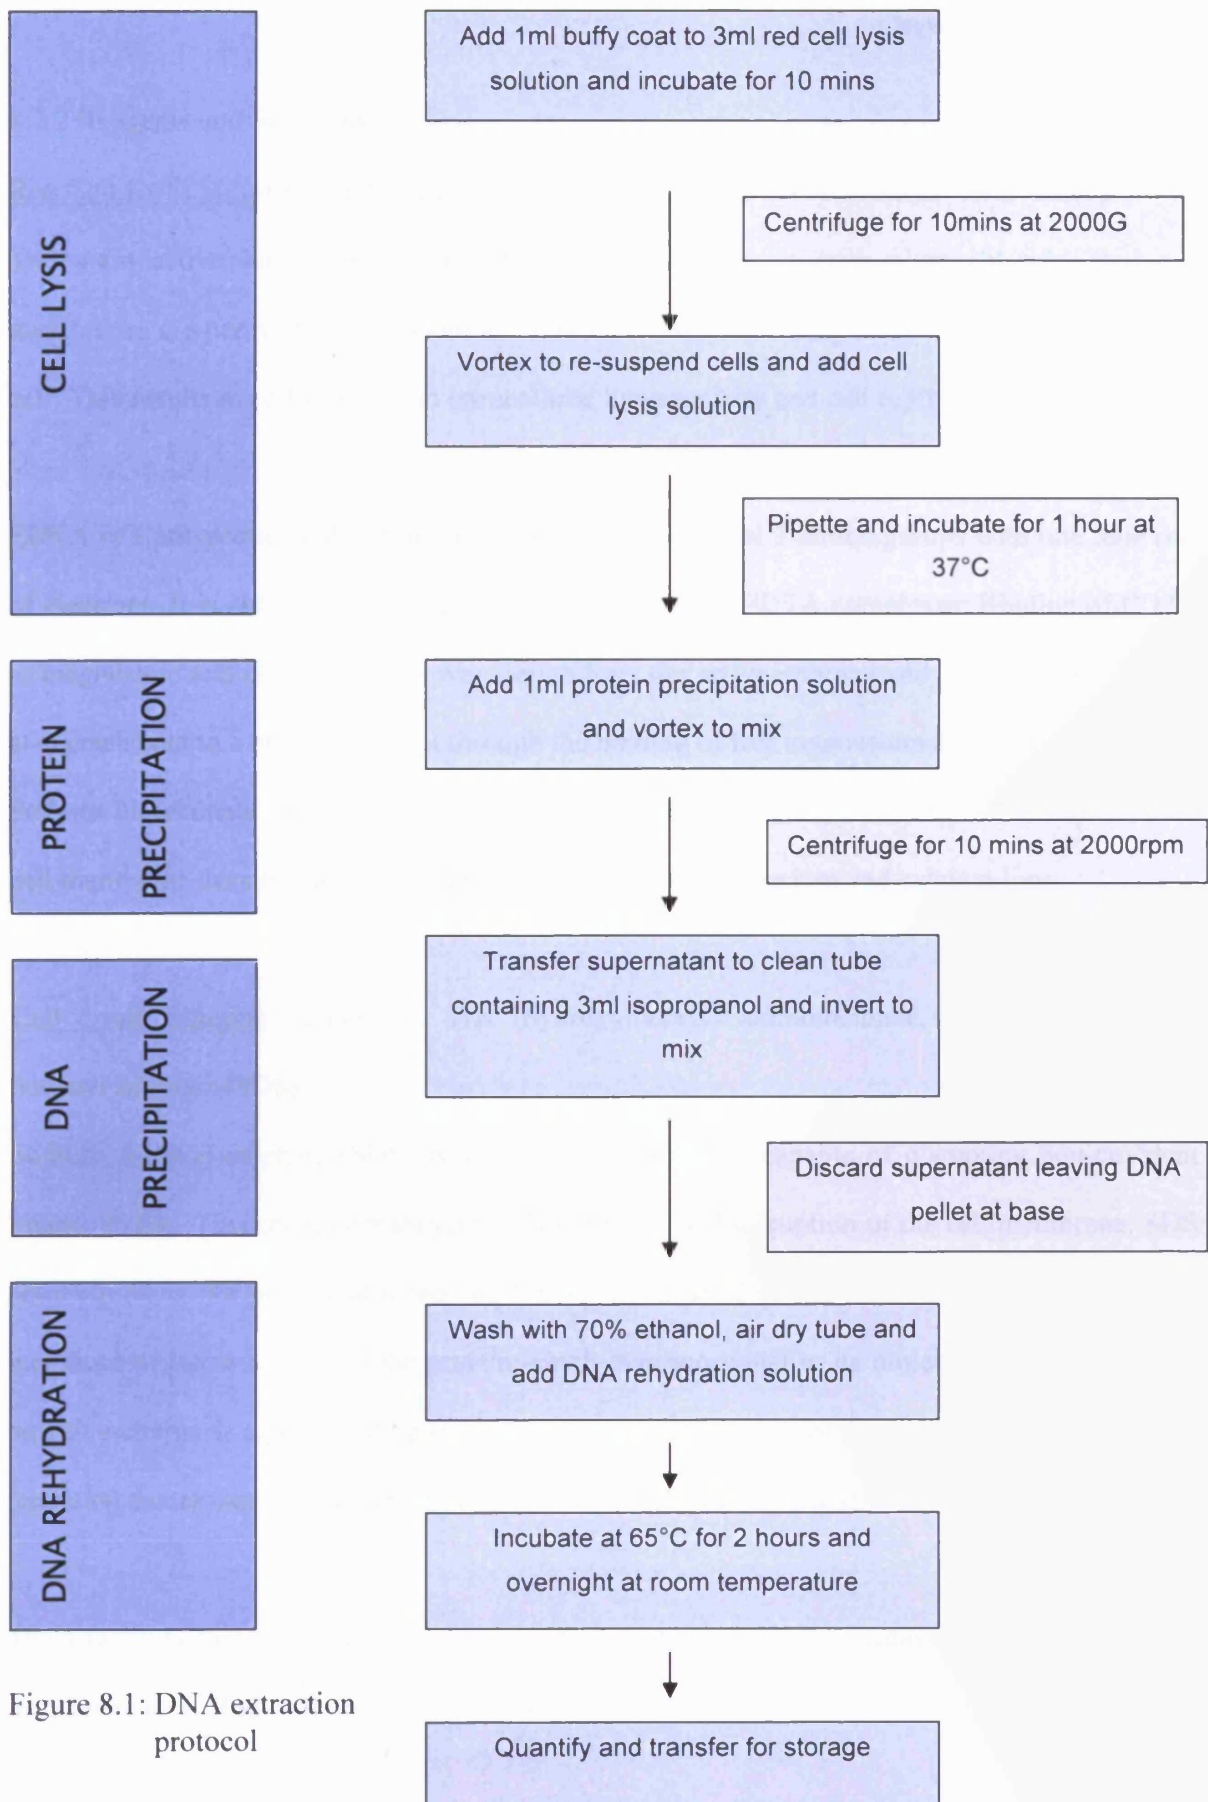 CELL LYSIS
Add 1ml buffy coat to 3ml red cell lysis
solution and incubate for 10 mins
Centrifuge for 10mins at 2000G
Vortex to re-suspend cells and add cell
lysis solution
Pipette and incubate for 1 hour at
37°C
PROTEIN
PRECIPITATION
Add 1ml protein precipitation solution
and vortex to mix
Centrifuge for 10 mins at 2000rpm
DNA
PRECIPITATION
Transfer supernatant to clean tube
containing 3ml isopropanol and invert to
mix
Discard supernatant leaving DNA
pellet at base
DNA REHYDRATION
Wash with 70% ethanol, air dry tube and
add DNA rehydration solution
Incubate at 65°C for 2 hours and
overnight at room temperature
Quantify and transfer for storage
Figure 8.1: DNA extraction
protocol